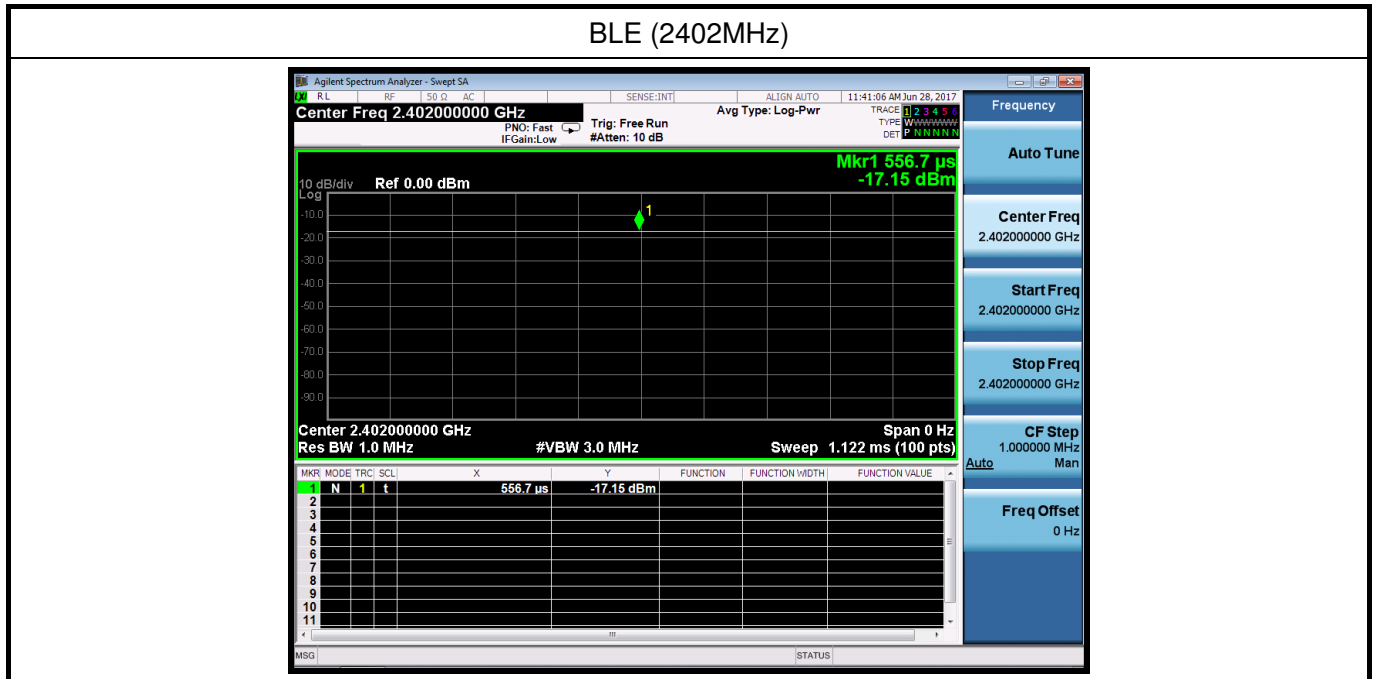 BLE (2402MHz)
Agilent Spectrum Analyzer - Swept SA
LXI RL RF 50 Ω AC SENSE:INT ALIGN AUTO 11:41:06 AM Jun 28, 2017
Center Freq 2.402000000 GHz
PNO: Fast
IFGain:Low
Trig: Free Run
#Atten: 10 dB
Avg Type: Log-Pwr
TRACE 1 2 3 4 5 6
TYPE WWWWWW
DET P N N N N N
Mkr1 556.7 µs
-17.15 dBm
10 dB/div Ref 0.00 dBm
Log
1
-10.0
-20.0
-30.0
-40.0
-50.0
-60.0
-70.0
-80.0
-90.0
Center 2.402000000 GHz Span 0 Hz
Res BW 1.0 MHz #VBW 3.0 MHz Sweep 1.122 ms (100 pts)
MKR MODE TRC SCL X Y FUNCTION FUNCTION WIDTH FUNCTION VALUE
1 N 1 t 556.7 µs -17.15 dBm
2
3
4
5
6
7
8
9
10
11
MSG STATUS
Frequency
Auto Tune
Center Freq
2.402000000 GHz
Start Freq
2.402000000 GHz
Stop Freq
2.402000000 GHz
CF Step
1.000000 MHz
Auto Man
Freq Offset
0 Hz